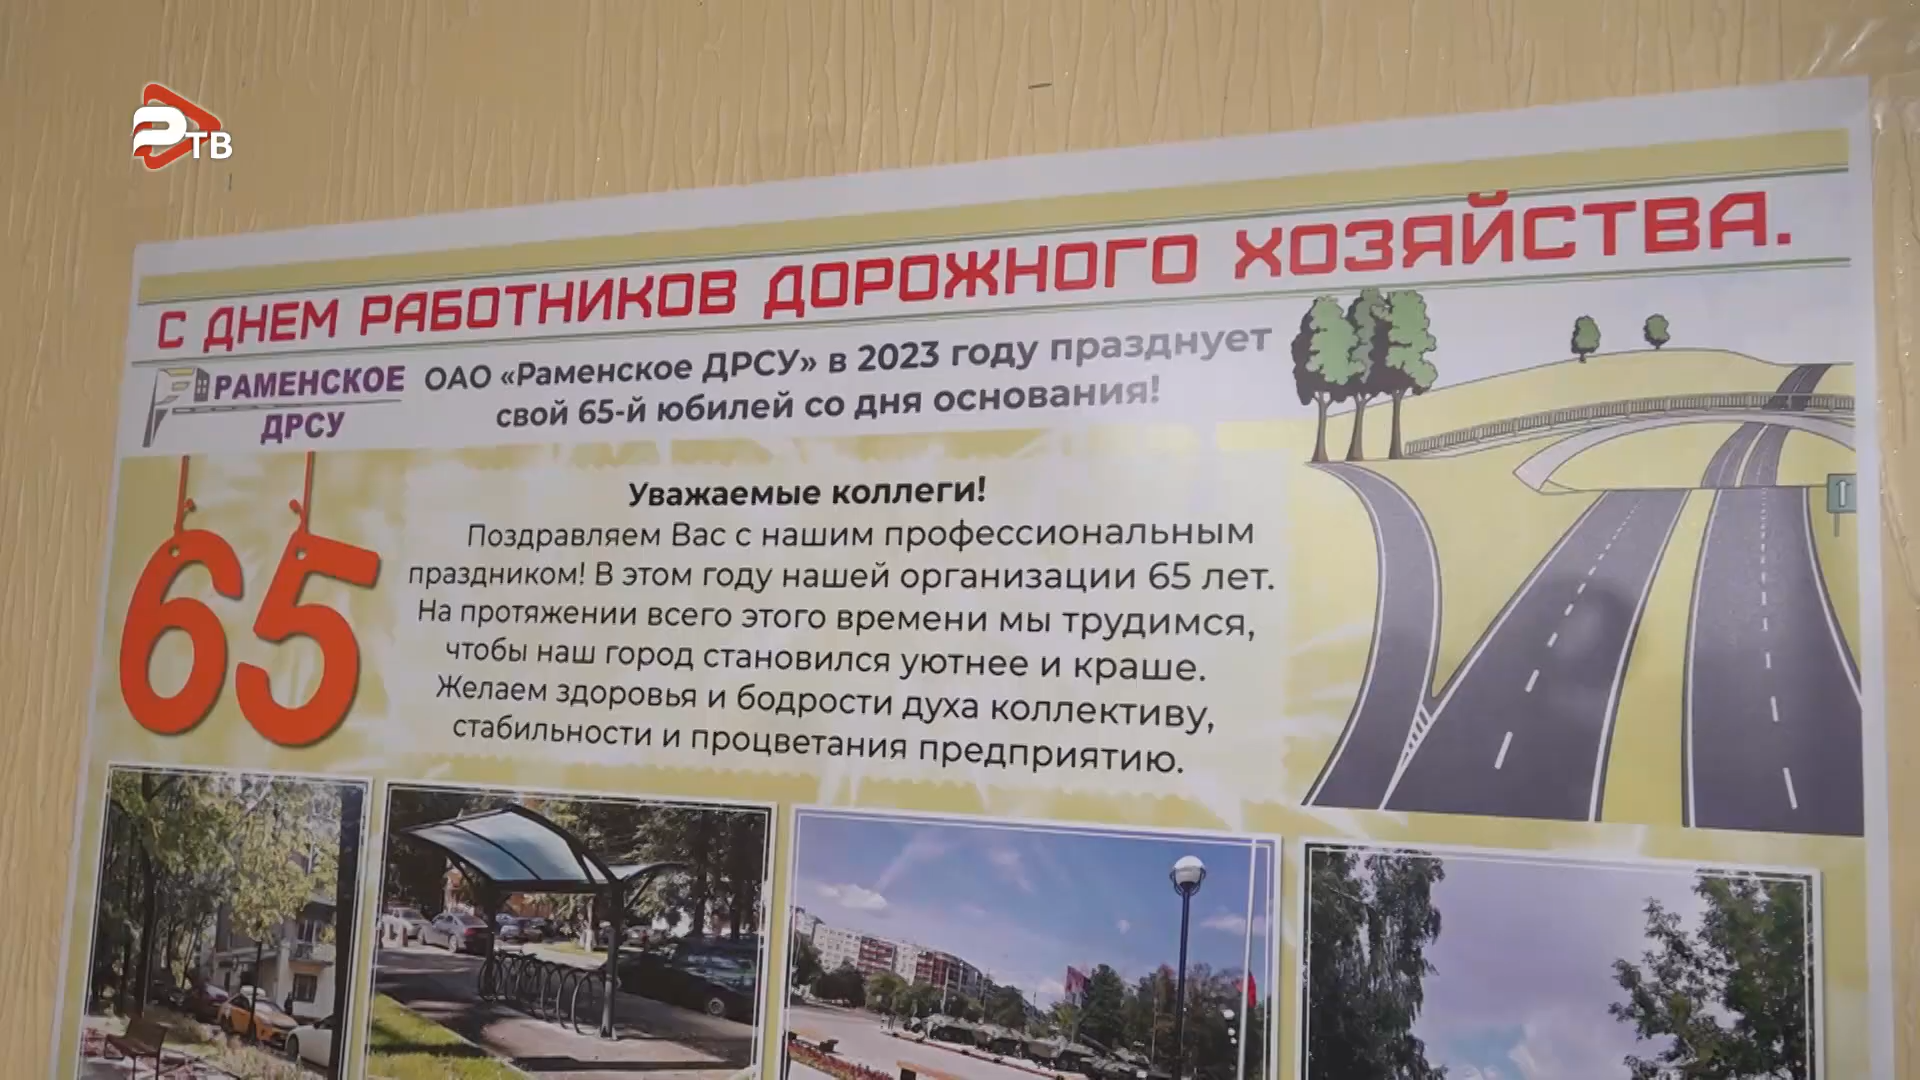 РТВ
С ДНЕМ РАБОТНИКОВ ДОРОЖНОГО ХОЗЯЙСТВА.
РАМЕНСКОЕ
ДРСУ
ОАО «Раменское ДРСУ» в 2023 году празднует
свой 65-й юбилей со дня основания!
65
Уважаемые коллеги!
Поздравляем Вас с нашим профессиональным
праздником! В этом году нашей организации 65 лет.
На протяжении всего этого времени мы трудимся,
чтобы наш город становился уютнее и краше.
Желаем здоровья и бодрости духа коллективу,
стабильности и процветания предприятию.